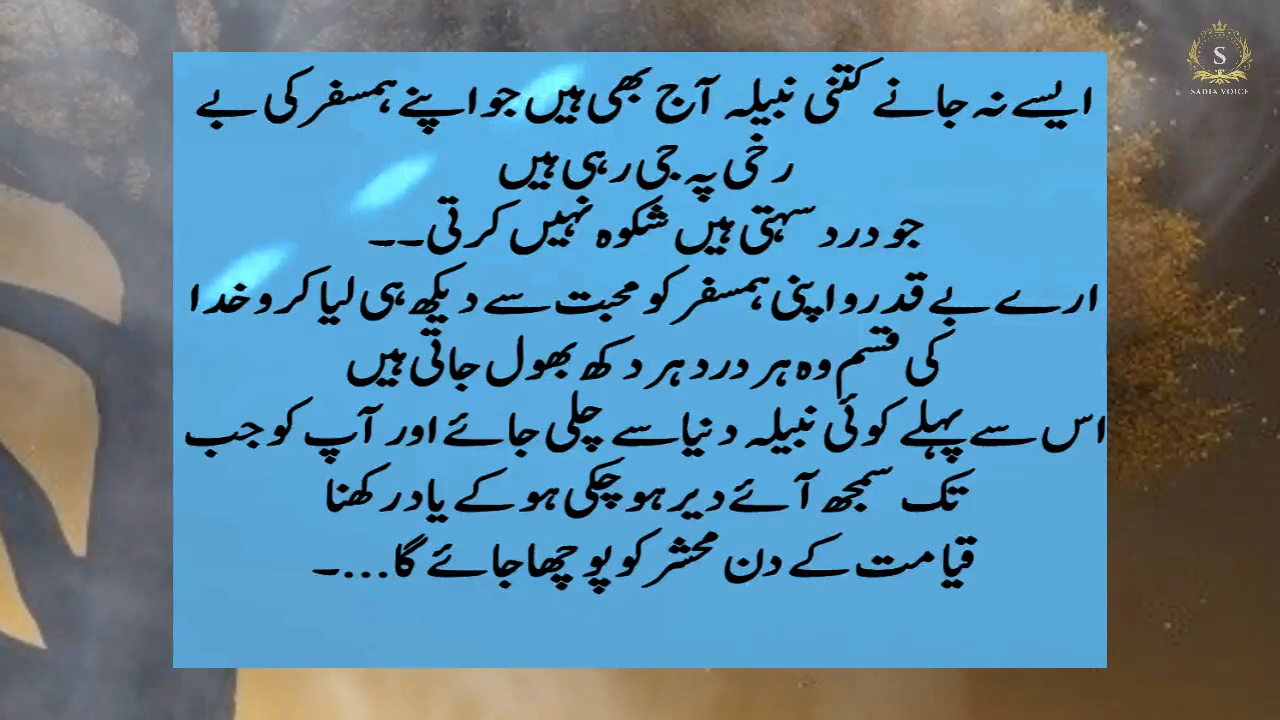 ایسے نہ جانے کتنی نبیلہ آج بھی ہیں جو اپنے ہمسفر کی بے
رخی پہ جی رہی ہیں
جو درد سہتی ہیں شکوہ نہیں کرتی۔۔
ارے بے قدرو اپنی ہمسفر کو محبت سے دیکھ ہی لیا کرو خدا
کی قسم وہ ہر درد ہر دکھ بھول جاتی ہیں
اس سے پہلے کوئی نبیلہ دنیا سے چلی جائے اور آپ کو جب
تک سمجھ آئے دیر ہو چکی ہو کے یاد رکھنا
قیامت کے دن محشر کو پوچھا جائے گا...۔
S
SADIA VOICE